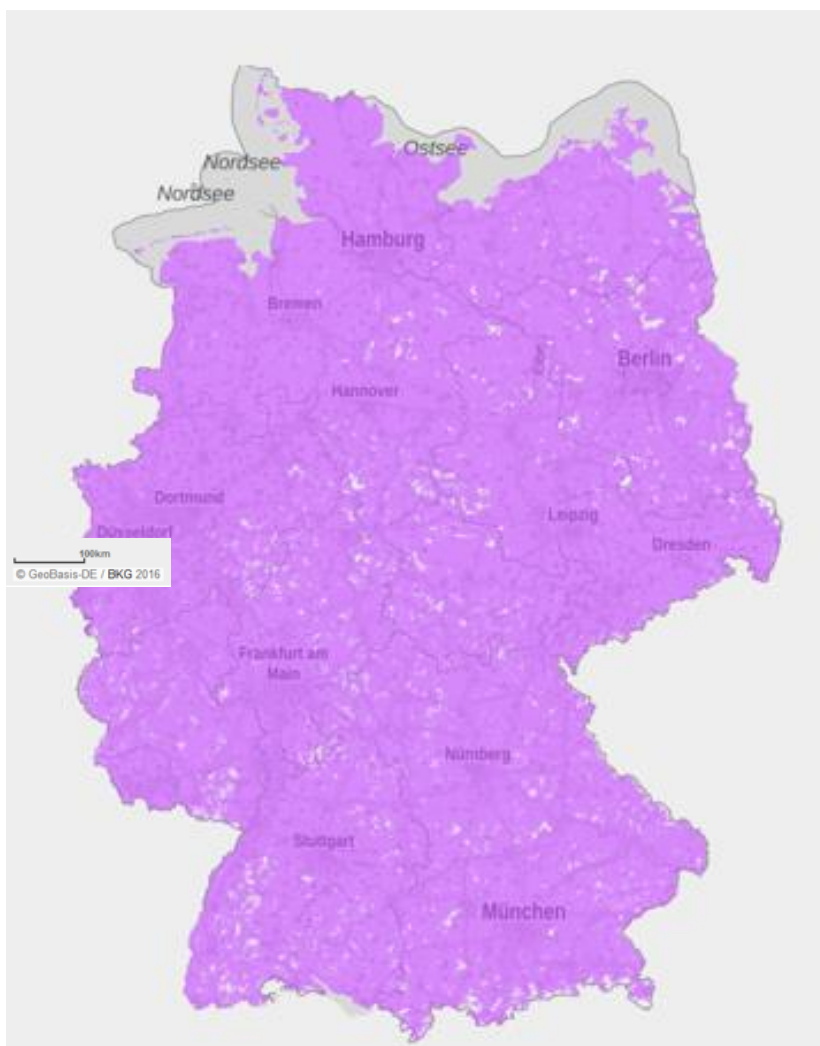 Nordsee
Ostsee
Nordsee
Hamburg
Bremen
Berlin
Elbe
Hannover
Dortmund
Düsseldorf
Leipzig
Dresden
100km
© GeoBasis-DE / BKG 2016
Frankfurt am
Main
Nürnberg
Stuttgart
München